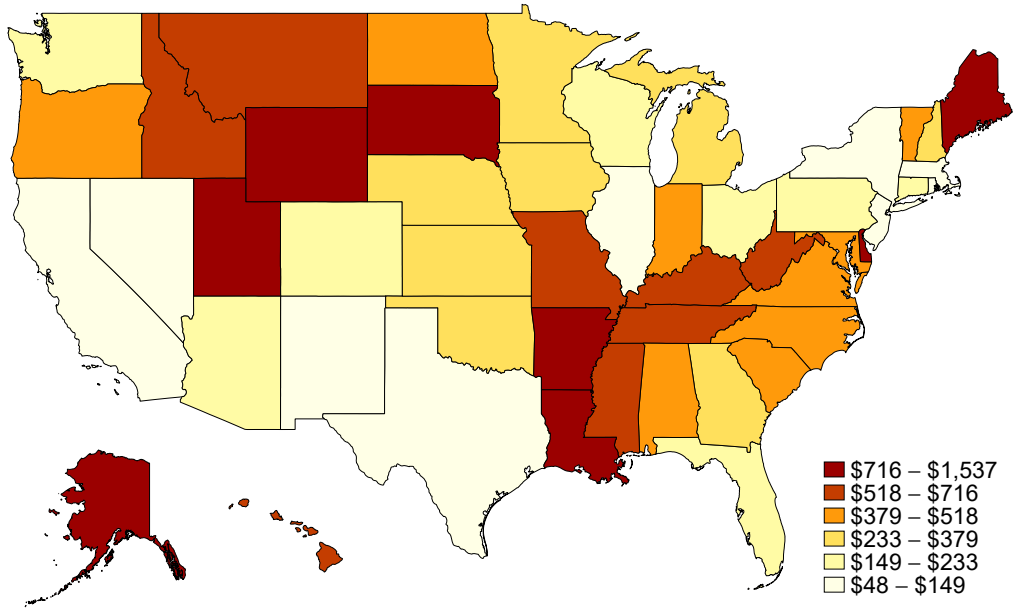 $716 – $1,537
$518 – $716
$379 – $518
$233 – $379
$149 – $233
$48 – $149